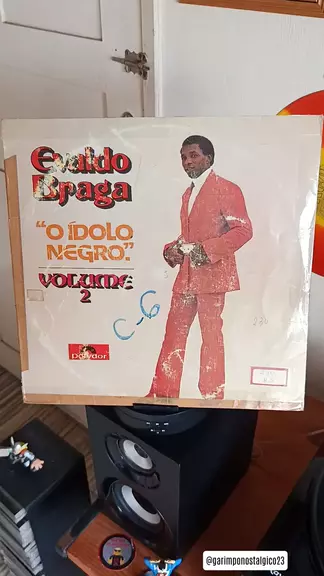 Evaldo
Braga
"O ÍDOLO
NEGRO"
VOLUME
2
C-6
Polydor
@garimponostalgico23